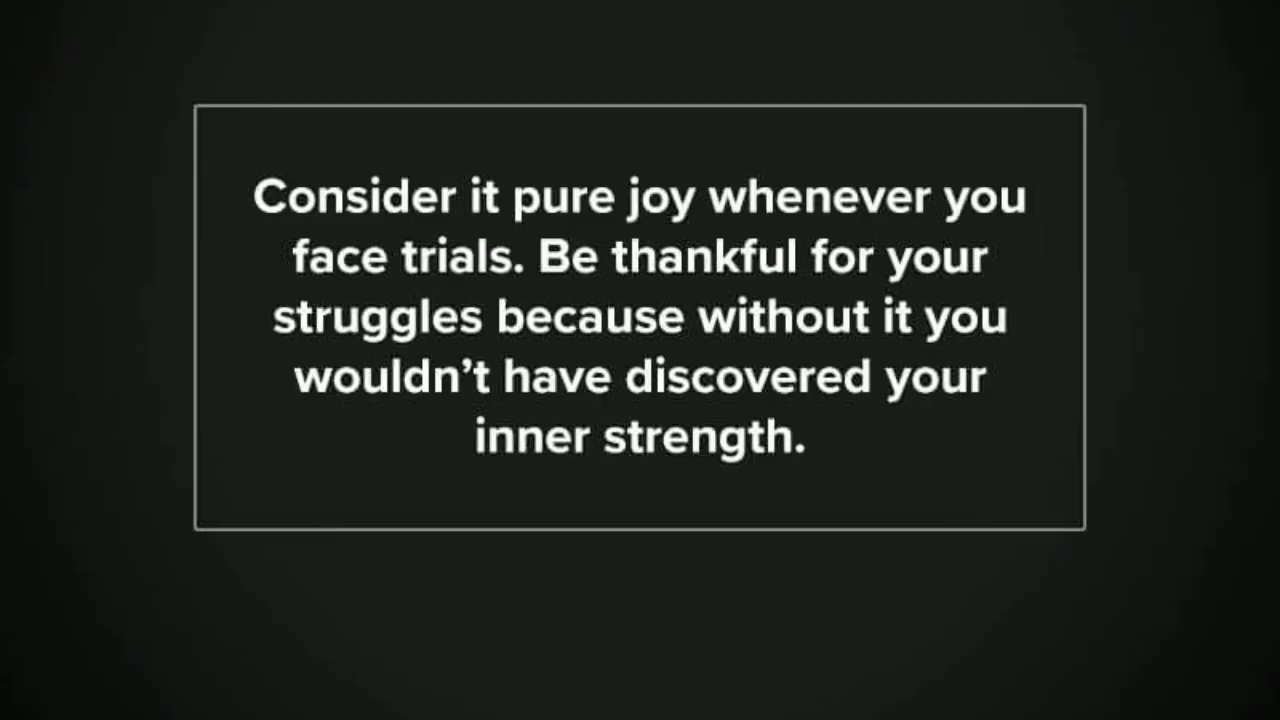 Consider it pure joy whenever you
face trials. Be thankful for your
struggles because without it you
wouldn’t have discovered your
inner strength.